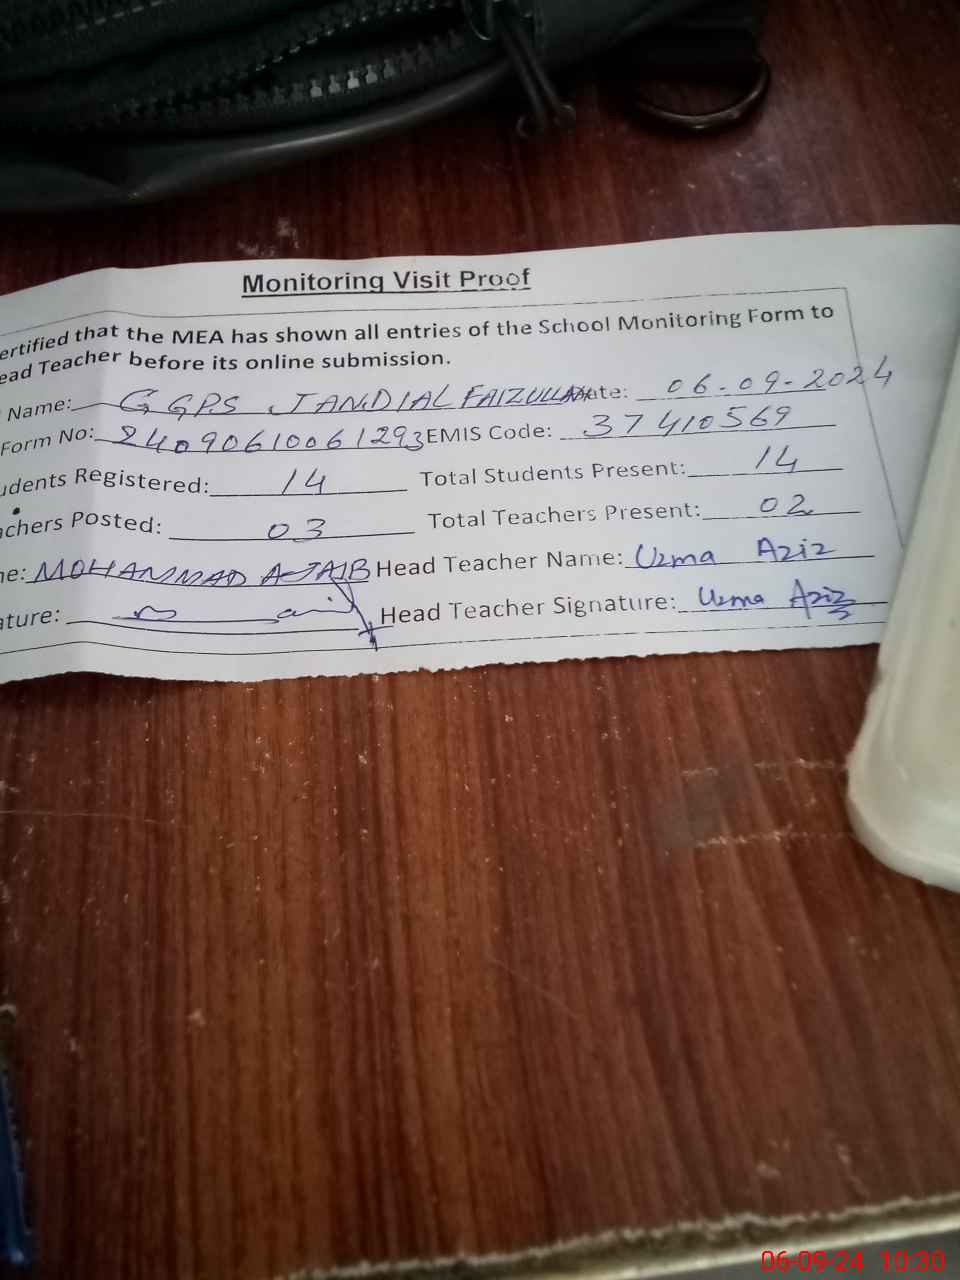 Monitoring Visit Proof
ertified that the MEA has shown all entries of the School Monitoring Form to
ead Teacher before its online submission.
Name: GGPS JANDIAL FAIZULLAH ate: 06-09-2024
Form No: 24090610061293 EMIS Code: 37410569
udents Registered: 14 Total Students Present: 14
achers Posted: 03 Total Teachers Present: 02
ne: MOHAMMAD AJAIB Head Teacher Name: Uzma Aziz
ature: Head Teacher Signature: Uzma Aziz
06-09-24 10:30